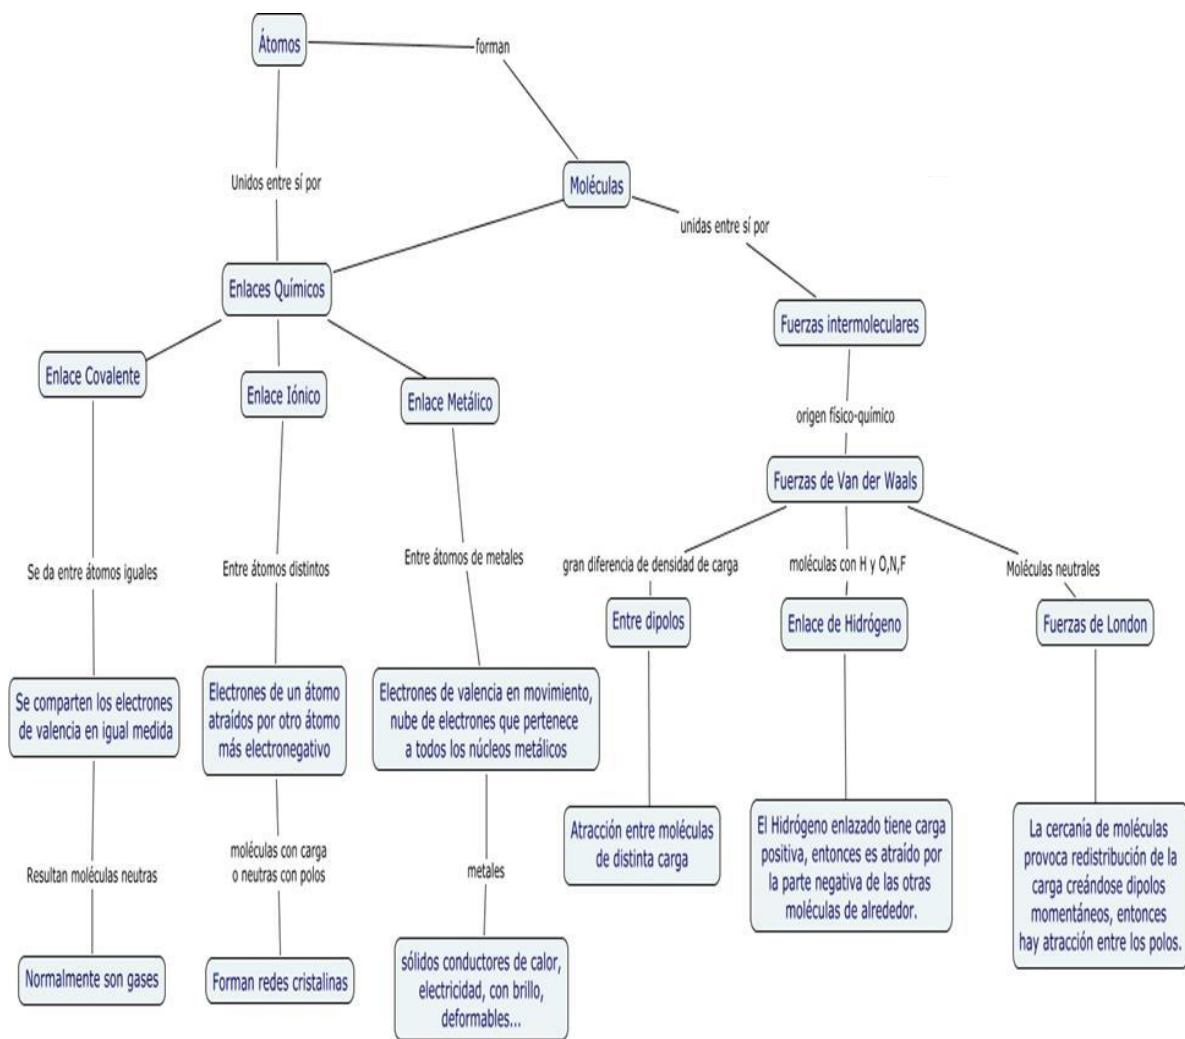 Átomos
forman
Unidos entre sí por
Moléculas
unidas entre sí por
Enlaces Químicos
Fuerzas intermoleculares
Enlace Covalente
Enlace Iónico
Enlace Metálico
origen físico-químico
Fuerzas de Van der Waals
Se da entre átomos iguales
Entre átomos distintos
Entre átomos de metales
gran diferencia de densidad de carga
moléculas con H y O,N,F
Moléculas neutrales
Entre dipolos
Enlace de Hidrógeno
Fuerzas de London
Se comparten los electrones
de valencia en igual medida
Electrones de un átomo
atraídos por otro átomo
más electronegativo
Electrones de valencia en movimiento,
nube de electrones que pertenece
a todos los núcleos metálicos
Atracción entre moléculas
de distinta carga
El Hidrógeno enlazado tiene carga
positiva, entonces es atraído por
la parte negativa de las otras
moléculas de alrededor.
La cercanía de moléculas
provoca redistribución de la
carga creándose dipolos
momentáneos, entonces
hay atracción entre los polos.
Resultan moléculas neutras
moléculas con carga
o neutras con polos
metales
Normalmente son gases
Forman redes cristalinas
sólidos conductores de calor,
electricidad, con brillo,
deformables...